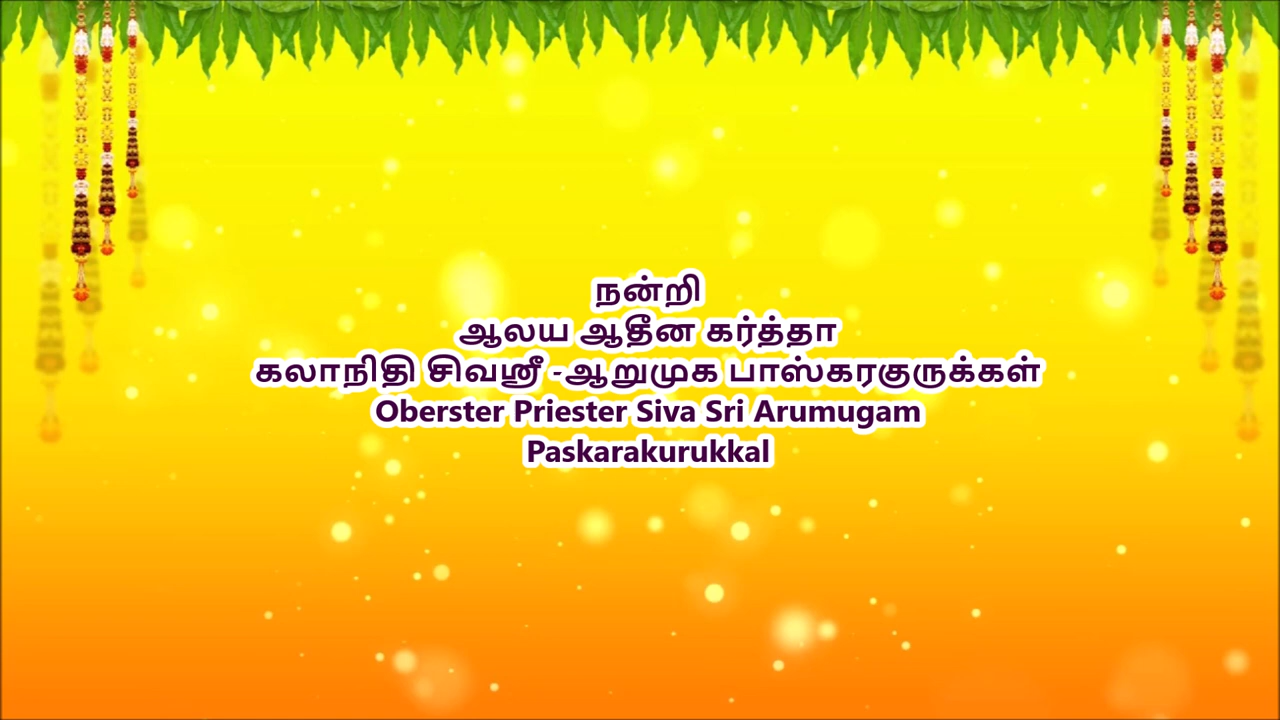 நன்றி
ஆலய ஆதீன கர்த்தா
கலாநிதி சிவஸ்ரீ -ஆறுமுக பாஸ்கரகுருக்கள்
Oberster Priester Siva Sri Arumugam
Paskarakurukkal